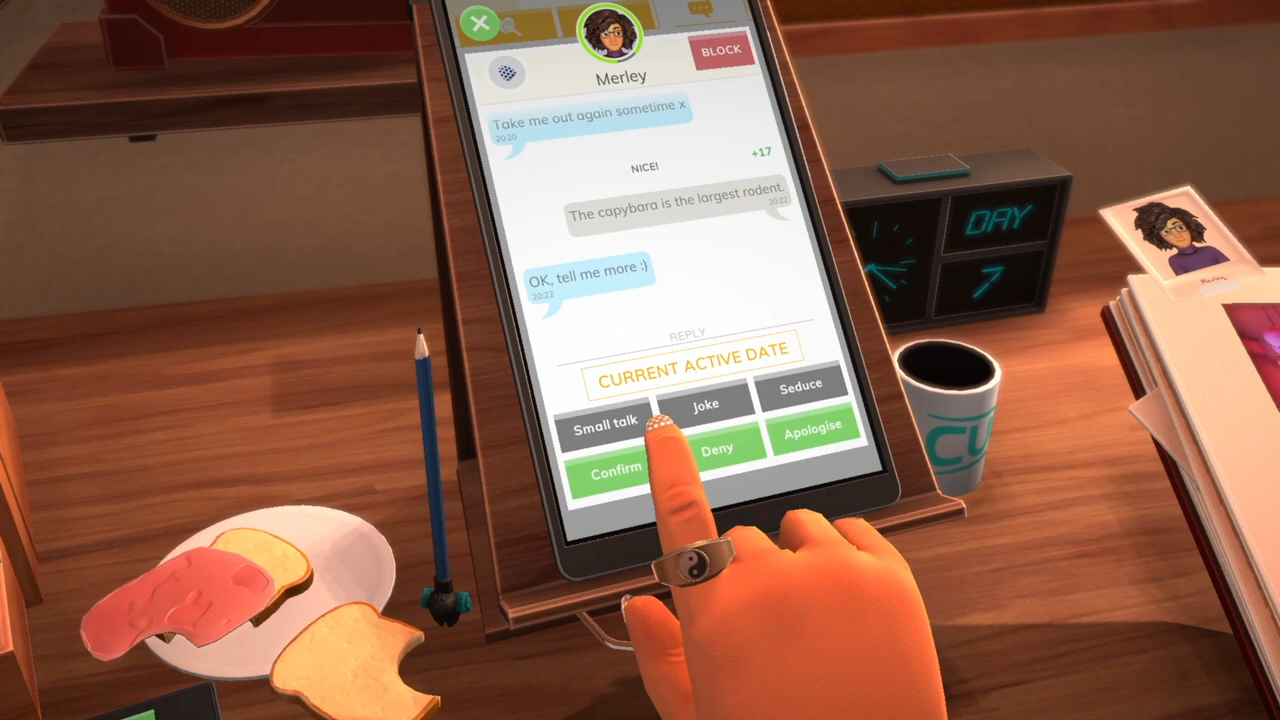 BLOCK
Merley
Take me out again sometime x
20:20
NICE!
+17
The capybara is the largest rodent.
20:22
OK, tell me more :)
20:22
REPLY
CURRENT ACTIVE DATE
Small talk
Joke
Seduce
Confirm
Deny
Apologise
DAY
7
Merley
CU